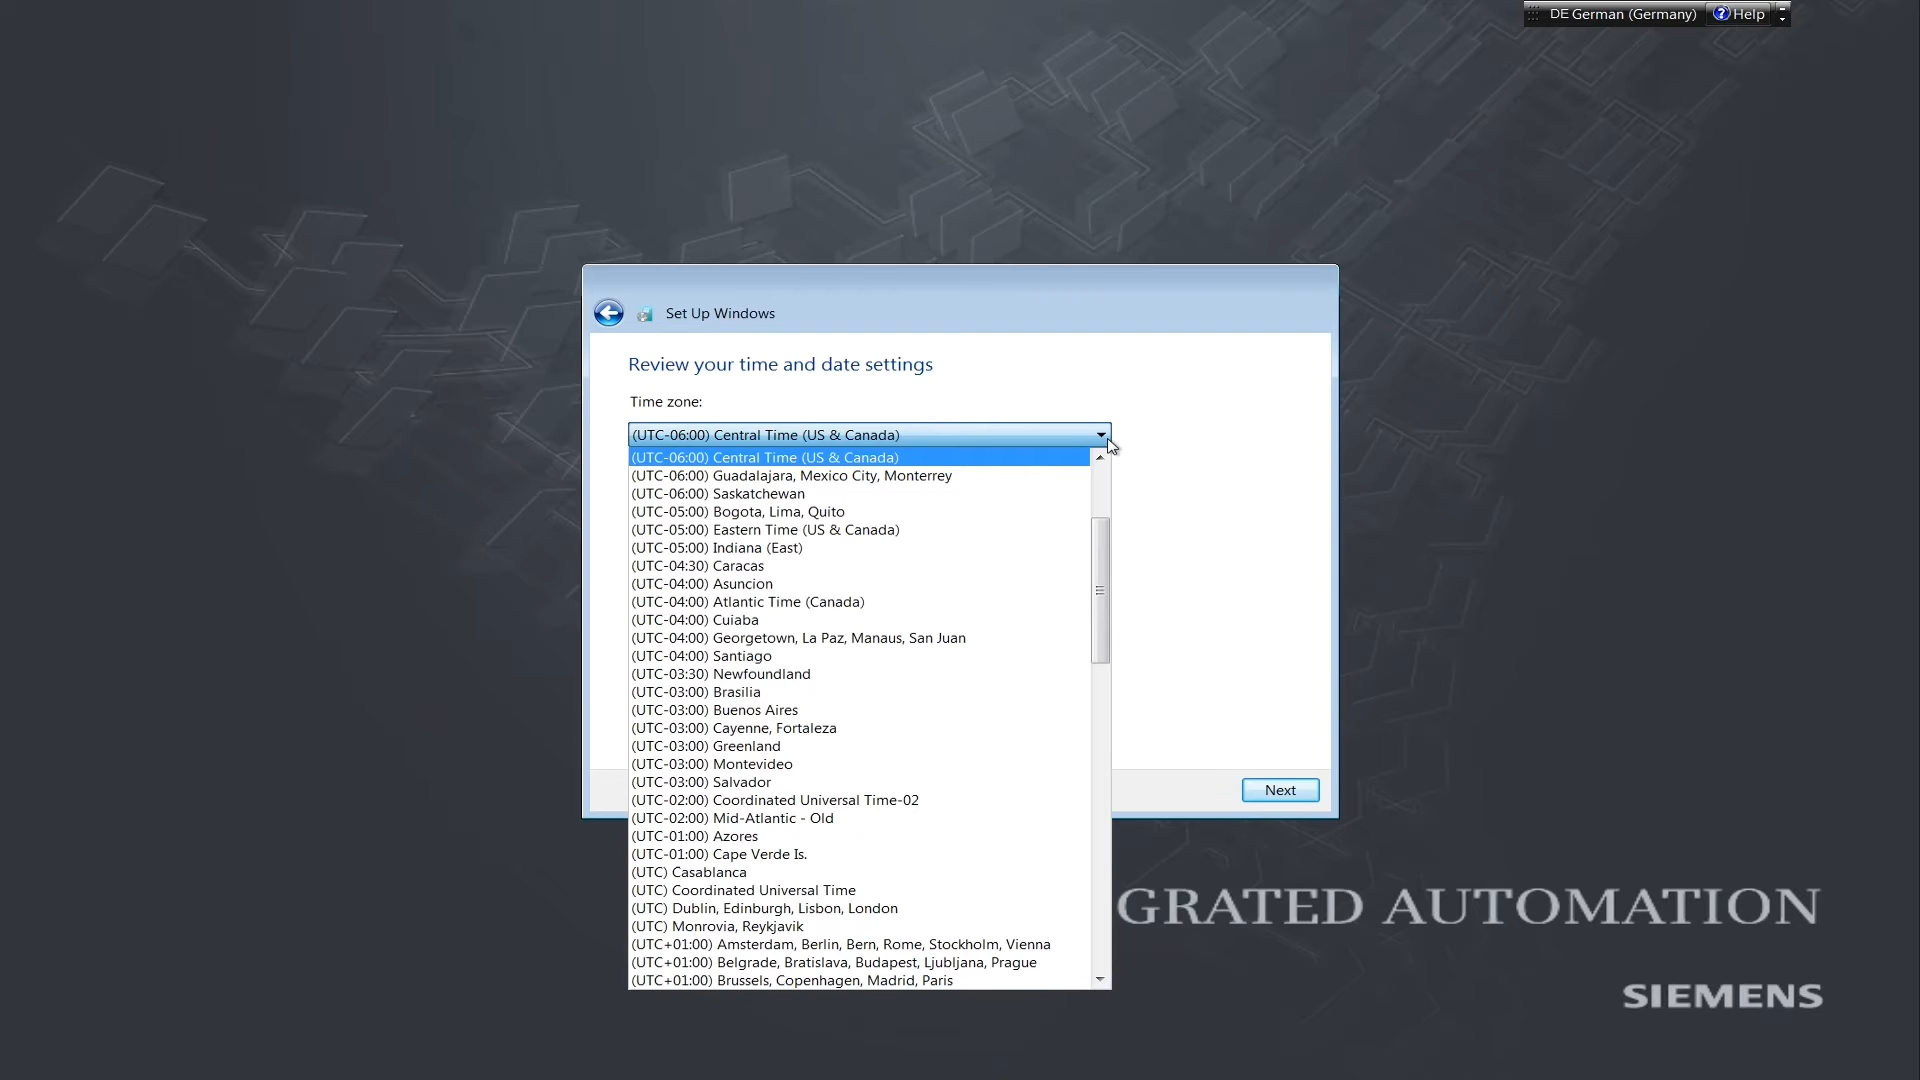 DE German (Germany) Help
Set Up Windows
Review your time and date settings
Time zone:
(UTC-06:00) Central Time (US & Canada)
(UTC-06:00) Central Time (US & Canada)
(UTC-06:00) Guadalajara, Mexico City, Monterrey
(UTC-06:00) Saskatchewan
(UTC-05:00) Bogota, Lima, Quito
(UTC-05:00) Eastern Time (US & Canada)
(UTC-05:00) Indiana (East)
(UTC-04:30) Caracas
(UTC-04:00) Asuncion
(UTC-04:00) Atlantic Time (Canada)
(UTC-04:00) Cuiaba
(UTC-04:00) Georgetown, La Paz, Manaus, San Juan
(UTC-04:00) Santiago
(UTC-03:30) Newfoundland
(UTC-03:00) Brasilia
(UTC-03:00) Buenos Aires
(UTC-03:00) Cayenne, Fortaleza
(UTC-03:00) Greenland
(UTC-03:00) Montevideo
(UTC-03:00) Salvador
(UTC-02:00) Coordinated Universal Time-02
(UTC-02:00) Mid-Atlantic - Old
(UTC-01:00) Azores
(UTC-01:00) Cape Verde Is.
(UTC) Casablanca
(UTC) Coordinated Universal Time
(UTC) Dublin, Edinburgh, Lisbon, London
(UTC) Monrovia, Reykjavik
(UTC+01:00) Amsterdam, Berlin, Bern, Rome, Stockholm, Vienna
(UTC+01:00) Belgrade, Bratislava, Budapest, Ljubljana, Prague
(UTC+01:00) Brussels, Copenhagen, Madrid, Paris
Next
GRATED AUTOMATION
SIEMENS